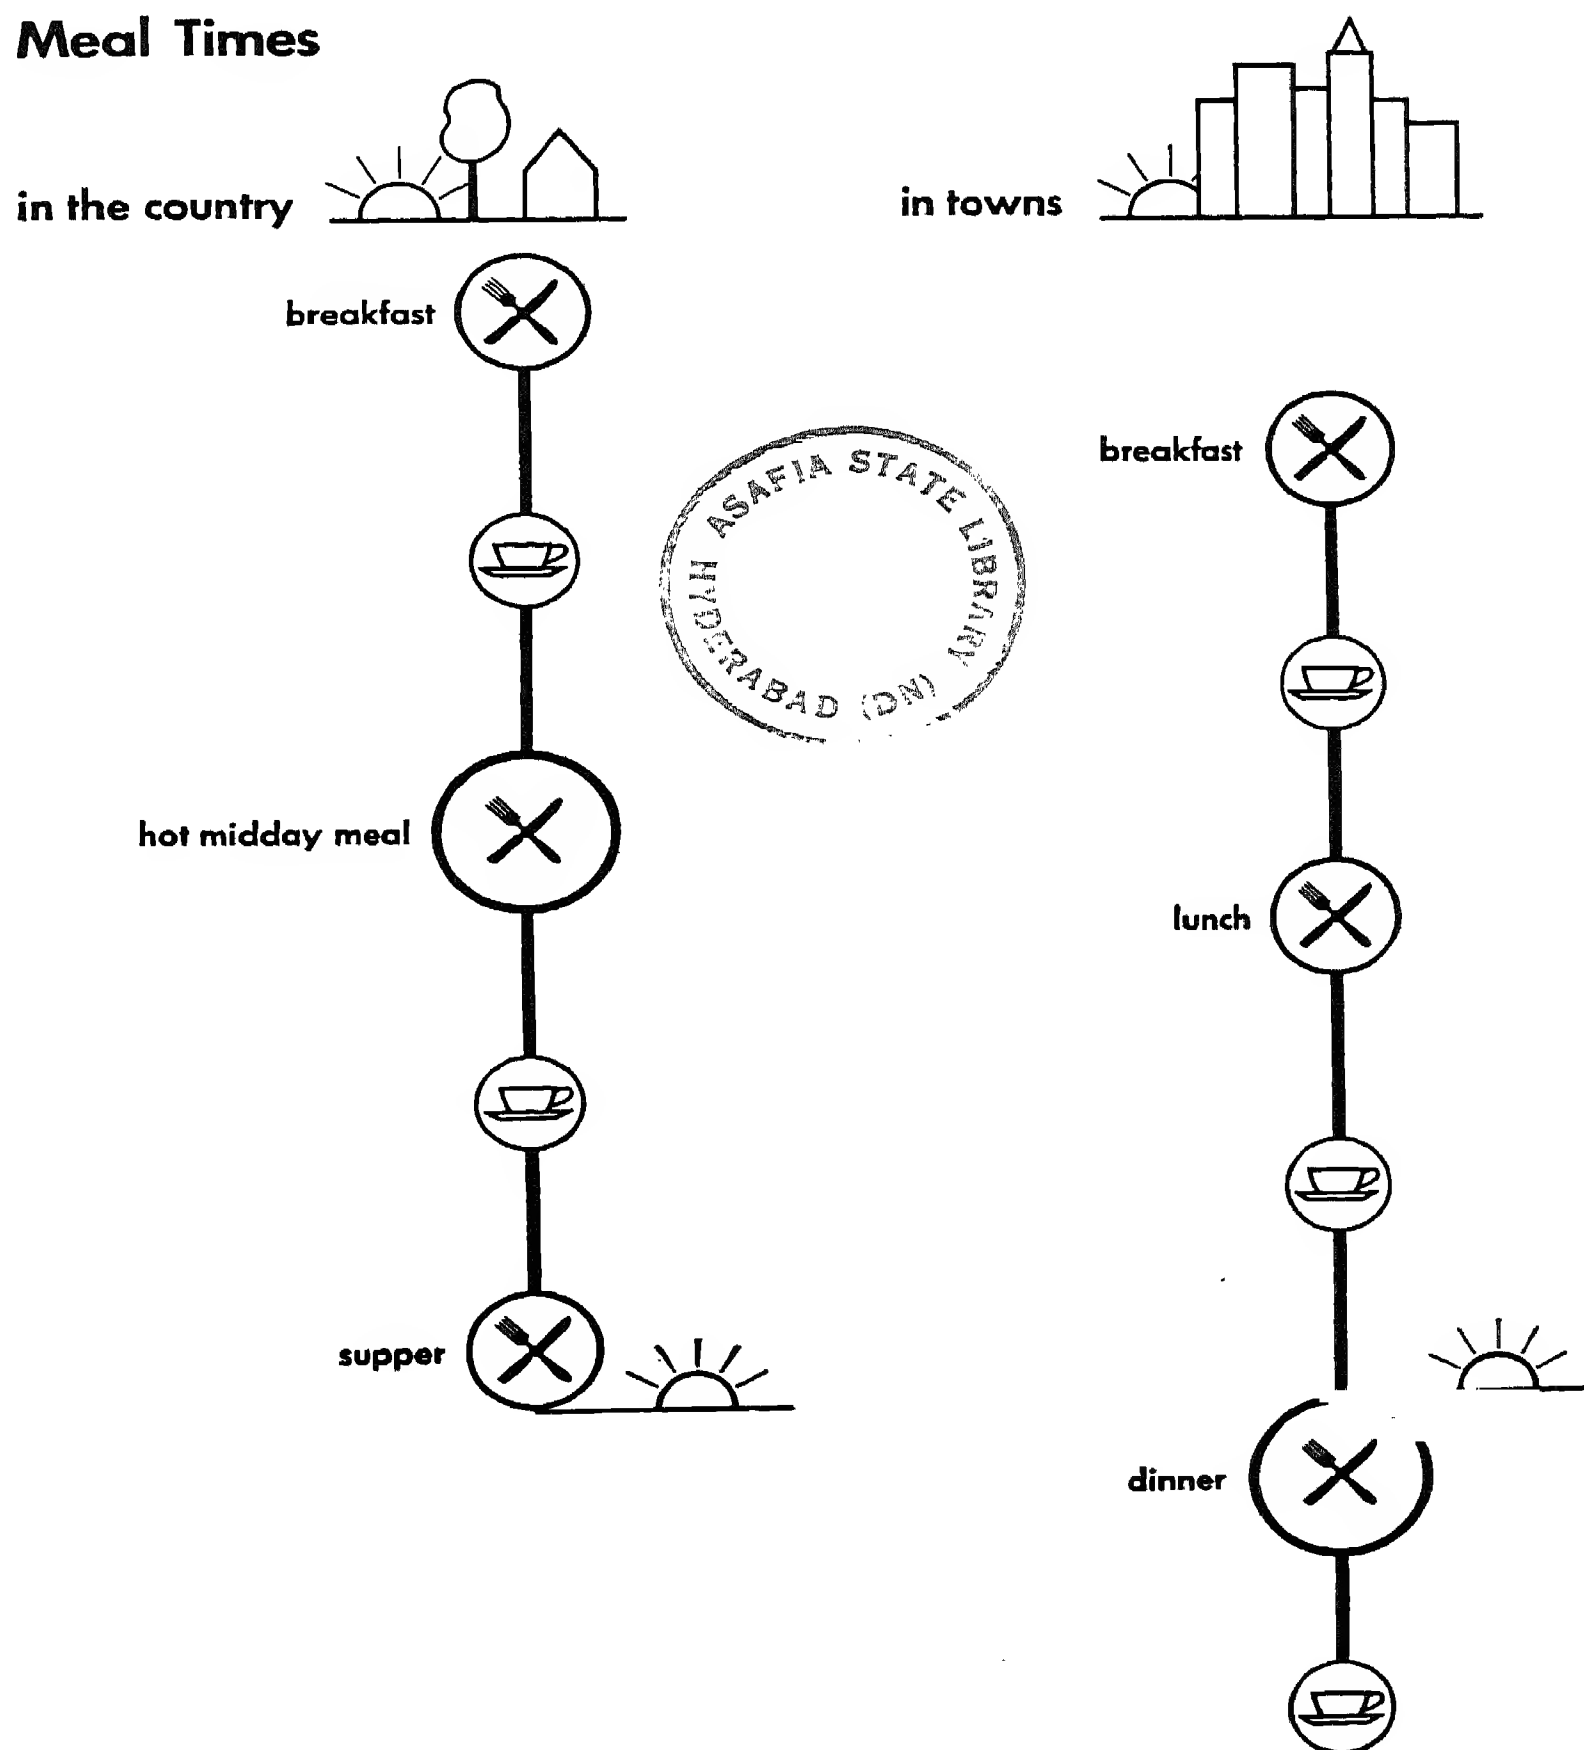 Meal Times
in the country
in towns
breakfast
breakfast
ASAFIA STATE LIBRARY
HYDERABAD (DN)
hot midday meal
lunch
supper
dinner